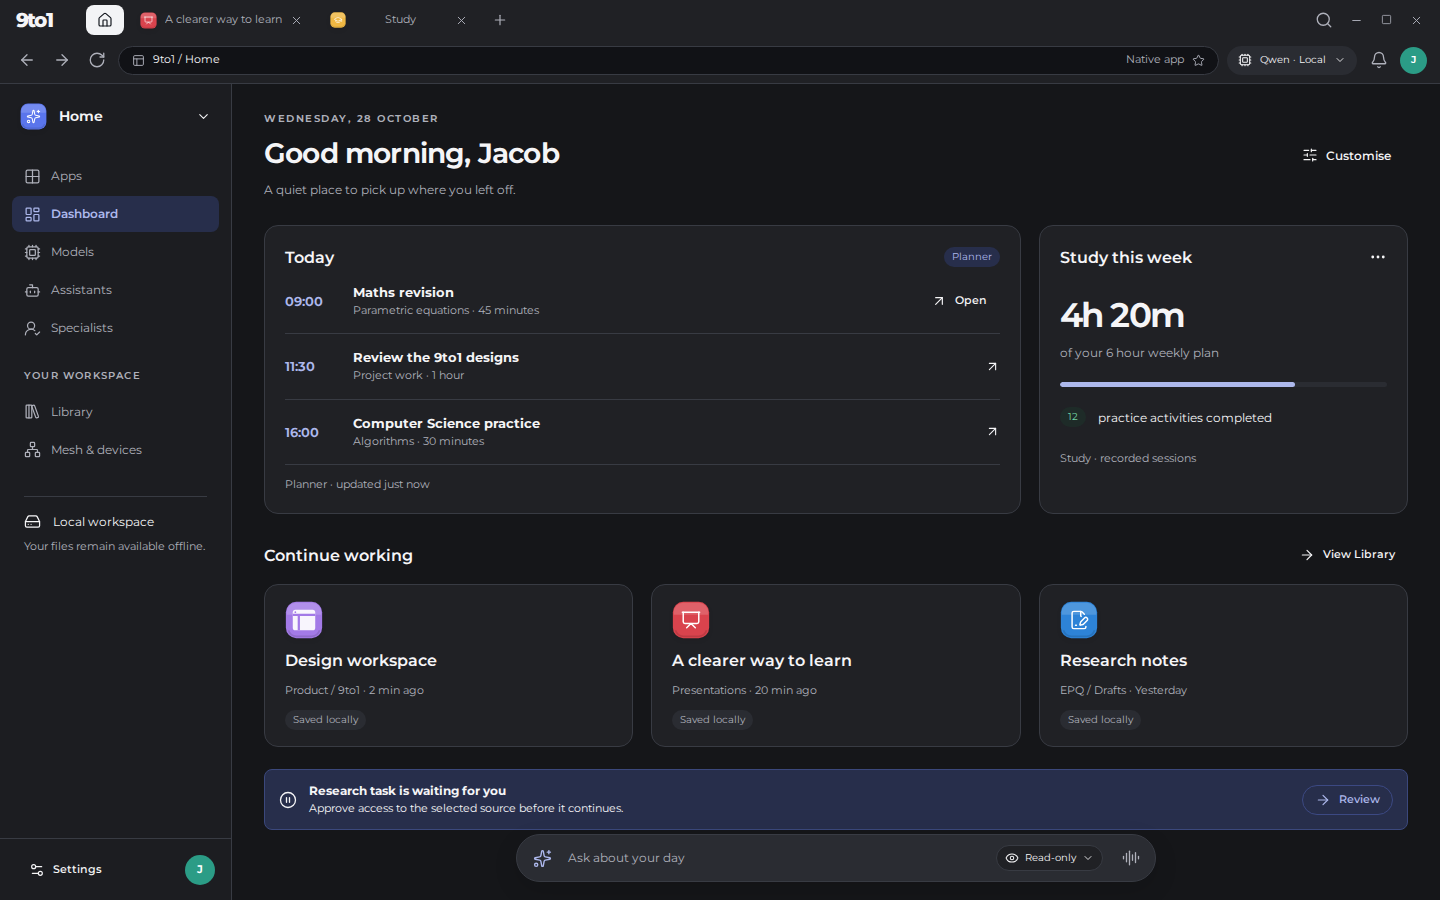 9to1
A clearer way to learn
Study
9to1 / Home
Native app
Qwen · Local
J
Home
Apps
Dashboard
Models
Assistants
Specialists
YOUR WORKSPACE
Library
Mesh & devices
Local workspace
Your files remain available offline.
Settings
J
WEDNESDAY, 28 OCTOBER
Good morning, Jacob
A quiet place to pick up where you left off.
Customise
Today
Planner
09:00
Maths revision
Parametric equations · 45 minutes
Open
11:30
Review the 9to1 designs
Project work · 1 hour
16:00
Computer Science practice
Algorithms · 30 minutes
Planner · updated just now
Study this week
4h 20m
of your 6 hour weekly plan
12
practice activities completed
Study · recorded sessions
Continue working
View Library
Design workspace
Product / 9to1 · 2 min ago
Saved locally
A clearer way to learn
Presentations · 20 min ago
Saved locally
Research notes
EPQ / Drafts · Yesterday
Saved locally
Research task is waiting for you
Approve access to the selected source before it continues.
Review
Ask about your day
Read-only